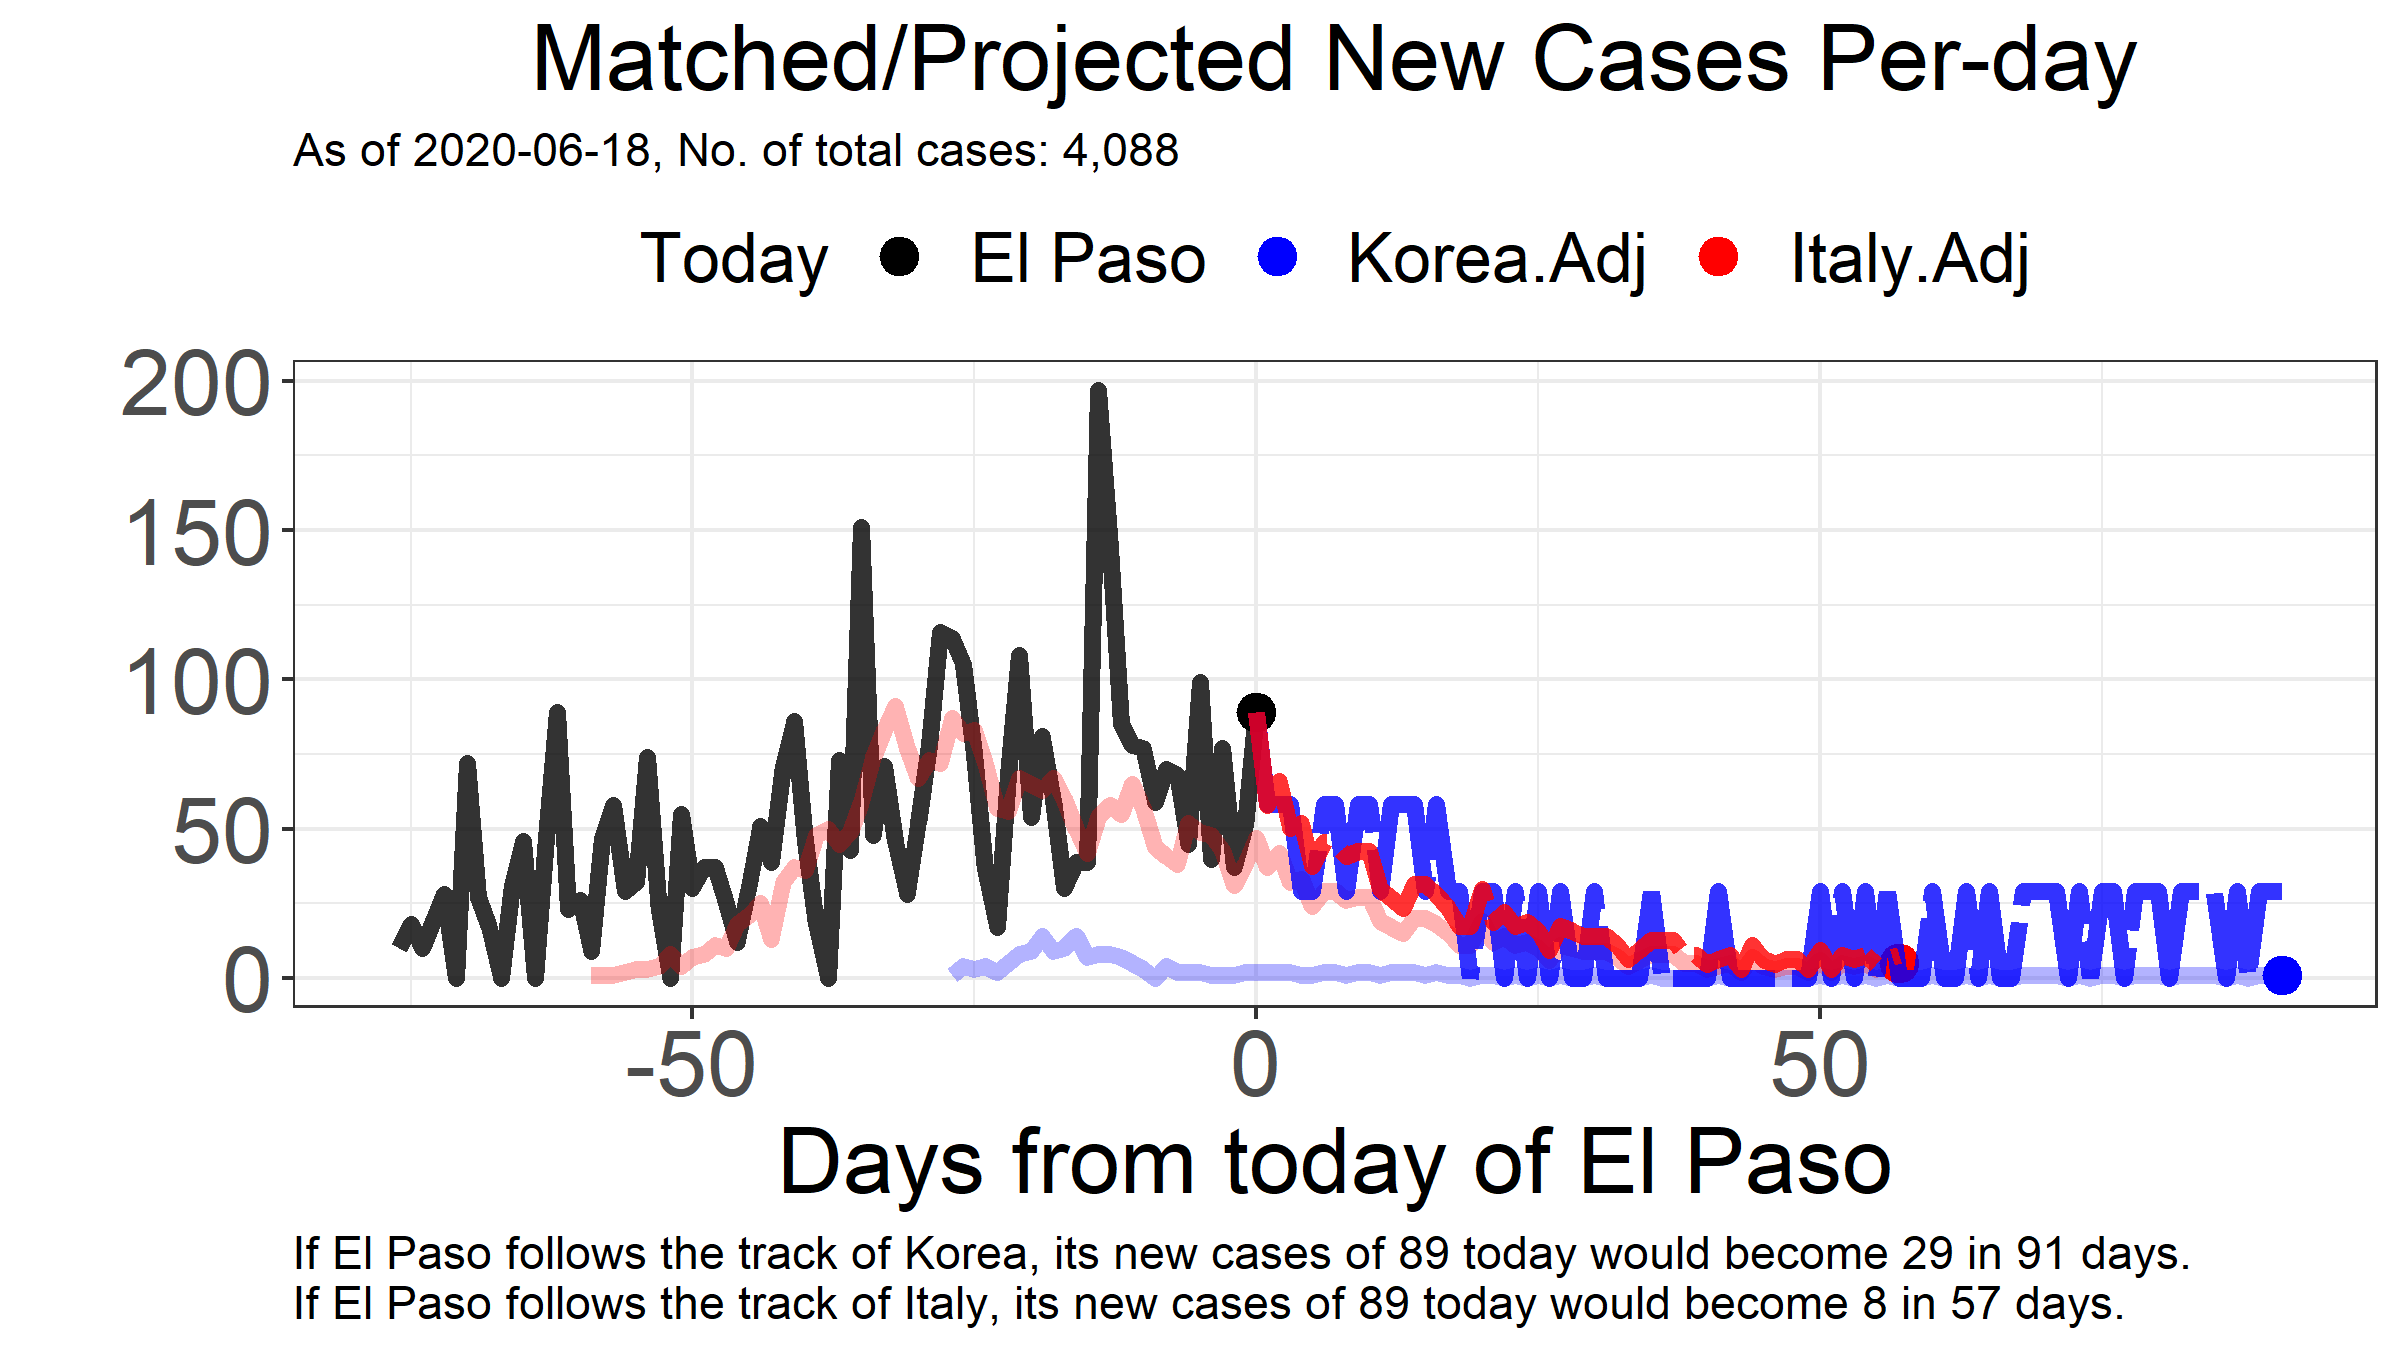 Matched/Projected New Cases Per-day
As of 2020-06-18, No. of total cases: 4,088
Today El Paso Korea.Adj Italy.Adj
200
150
100
50
0
-50 0 50
Days from today of El Paso
If El Paso follows the track of Korea, its new cases of 89 today would become 29 in 91 days.
If El Paso follows the track of Italy, its new cases of 89 today would become 8 in 57 days.